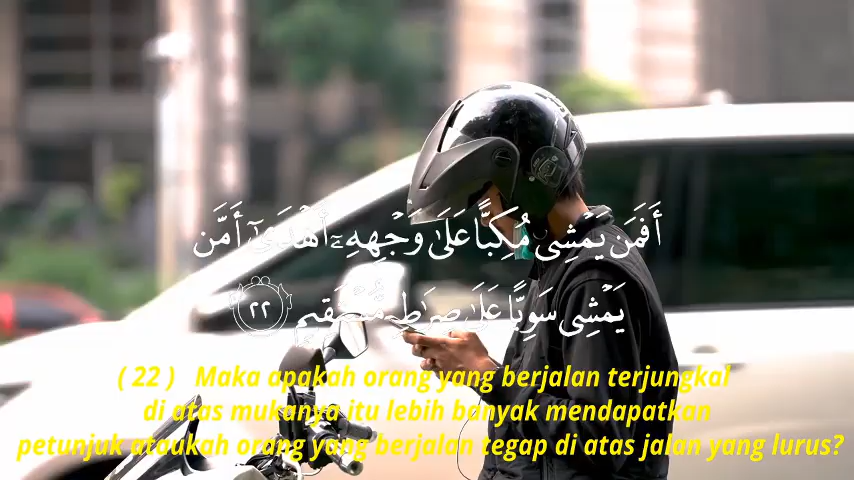 أَفَمَن يَمْشِى مُكِبًّا عَلَىٰ وَجْهِهِۦٓ أَهْدَىٰٓ أَمَّن
يَمْشِى سَوِيًّا عَلَىٰ صِرَٰطٍ مُّسْتَقِيمٍ ٢٢
( 22 ) Maka apakah orang yang berjalan terjungkal
di atas mukanya itu lebih banyak mendapatkan
petunjuk ataukah orang yang berjalan tegap di atas jalan yang lurus?